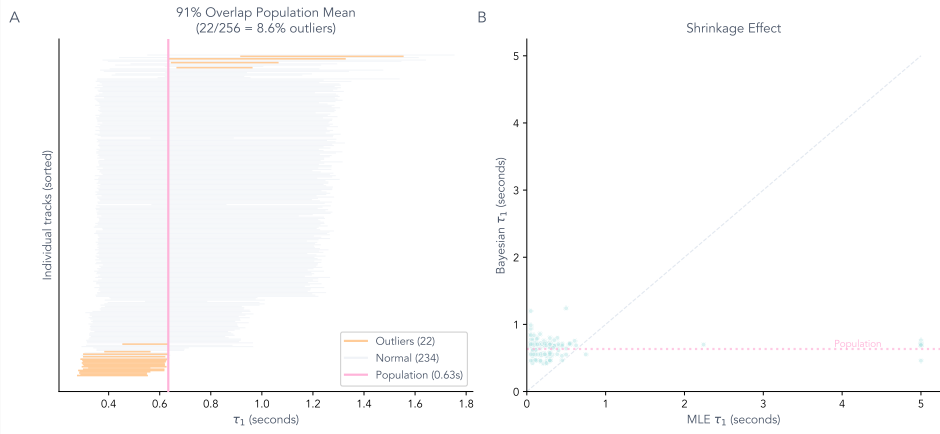 A
91% Overlap Population Mean
(22/256 = 8.6% outliers)
Individual tracks (sorted)
Outliers (22)
Normal (234)
Population (0.63s)
0.4 0.6 0.8 1.0 1.2 1.4 1.6 1.8
τ1 (seconds)
B
Shrinkage Effect
Bayesian τ1 (seconds)
5
4
3
2
1
0
Population
0 1 2 3 4 5
MLE τ1 (seconds)